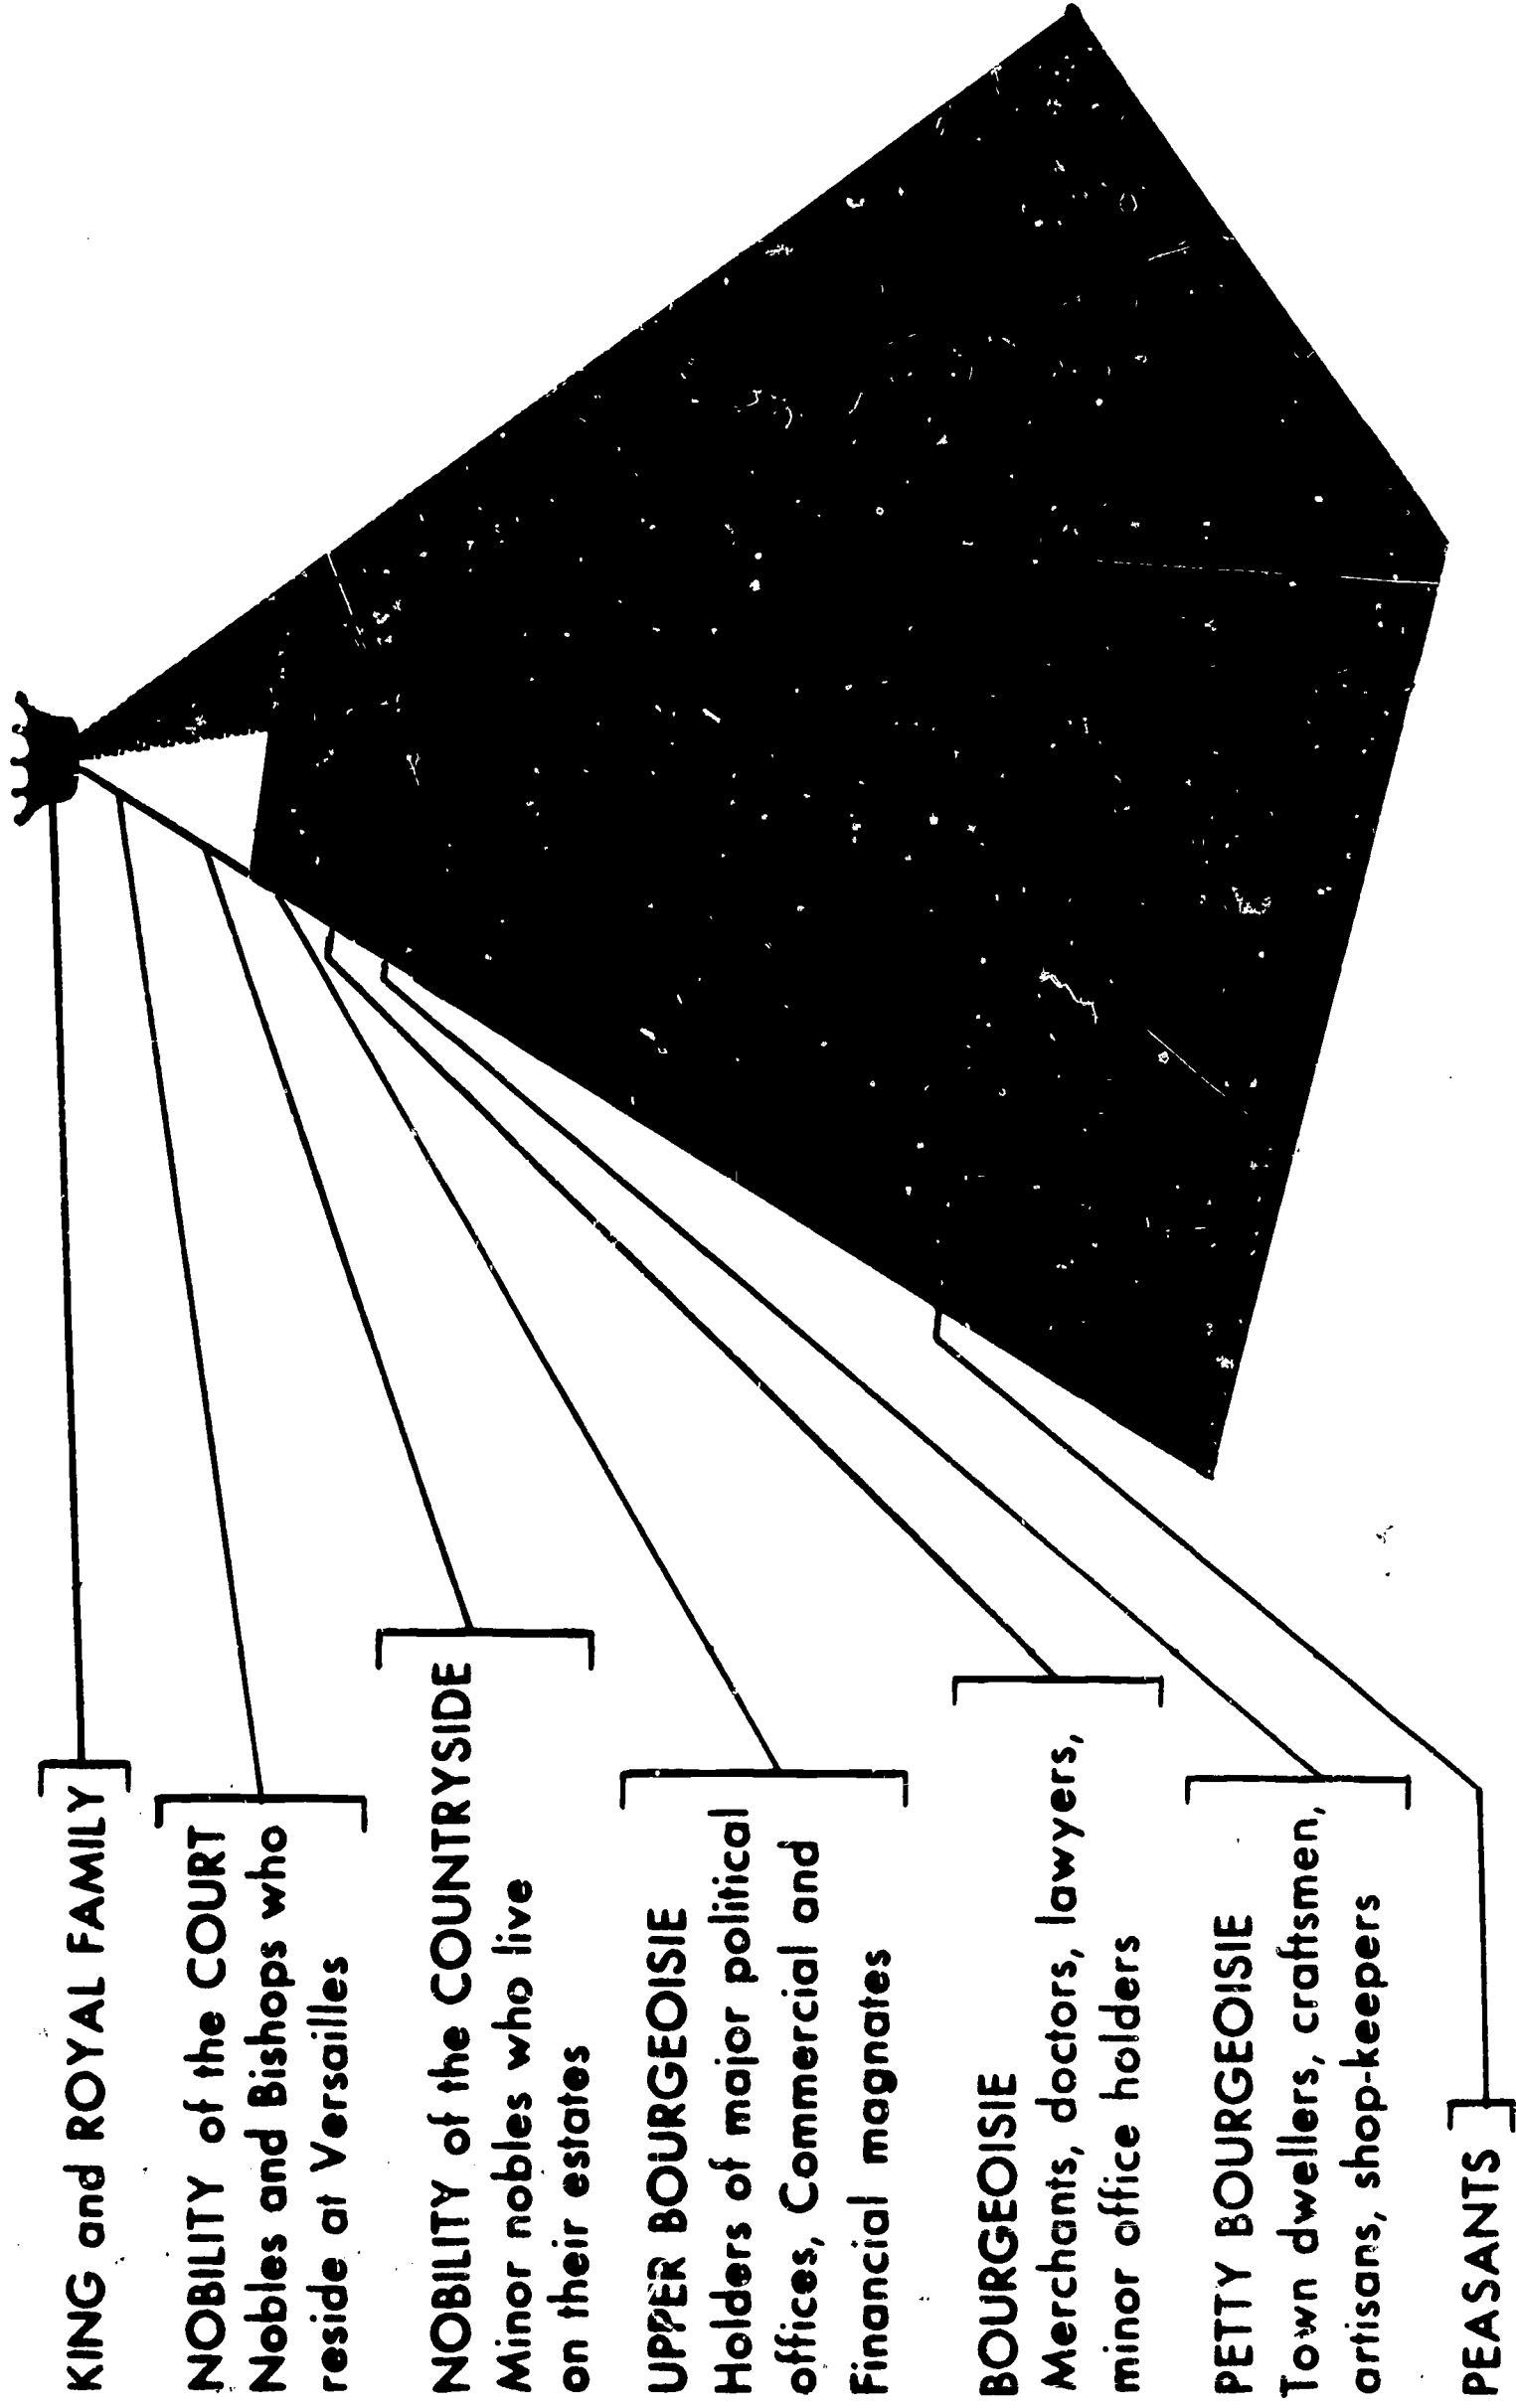 KING and ROYAL FAMILY
NOBILITY of the COURT
Nobles and Bishops who
reside at Versailles
NOBILITY of the COUNTRYSIDE
Minor nobles who live
on their estates
UPPER BOURGEOISIE
Holders of major political
offices, Commercial and
Financial magnates
BOURGEOISIE
Merchants, doctors, lawyers,
minor office holders
PETTY BOURGEOISIE
Town dwellers, craftsmen,
artisans, shop-keepers
PEASANTS